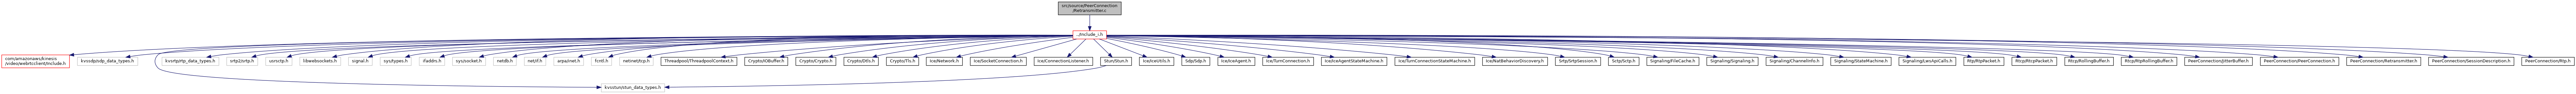 src/source/PeerConnection
/Retransmitter.c
../Include_i.h
com/amazonaws/kinesis
/video/webrtcclient/Include.h
kvssdp/sdp_data_types.h
kvsrtp/rtp_data_types.h
srtp2/srtp.h
usrsctp.h
libwebsockets.h
signal.h
sys/types.h
ifaddrs.h
sys/socket.h
netdb.h
net/if.h
arpa/inet.h
fcntl.h
netinet/tcp.h
Threadpool/ThreadpoolContext.h
Crypto/IOBuffer.h
Crypto/Crypto.h
Crypto/Dtls.h
Crypto/Tls.h
Ice/Network.h
Ice/SocketConnection.h
Ice/ConnectionListener.h
Stun/Stun.h
Ice/IceUtils.h
Sdp/Sdp.h
Ice/IceAgent.h
Ice/TurnConnection.h
Ice/IceAgentStateMachine.h
Ice/TurnConnectionStateMachine.h
Ice/NatBehaviorDiscovery.h
Srtp/SrtpSession.h
Sctp/Sctp.h
Signaling/FileCache.h
Signaling/Signaling.h
Signaling/ChannelInfo.h
Signaling/StateMachine.h
Signaling/LwsApiCalls.h
Rtp/RtpPacket.h
Rtcp/RtcpPacket.h
Rtcp/RollingBuffer.h
Rtcp/RtpRollingBuffer.h
PeerConnection/JitterBuffer.h
PeerConnection/PeerConnection.h
PeerConnection/Retransmitter.h
PeerConnection/SessionDescription.h
PeerConnection/Rtp.h
kvsstun/stun_data_types.h